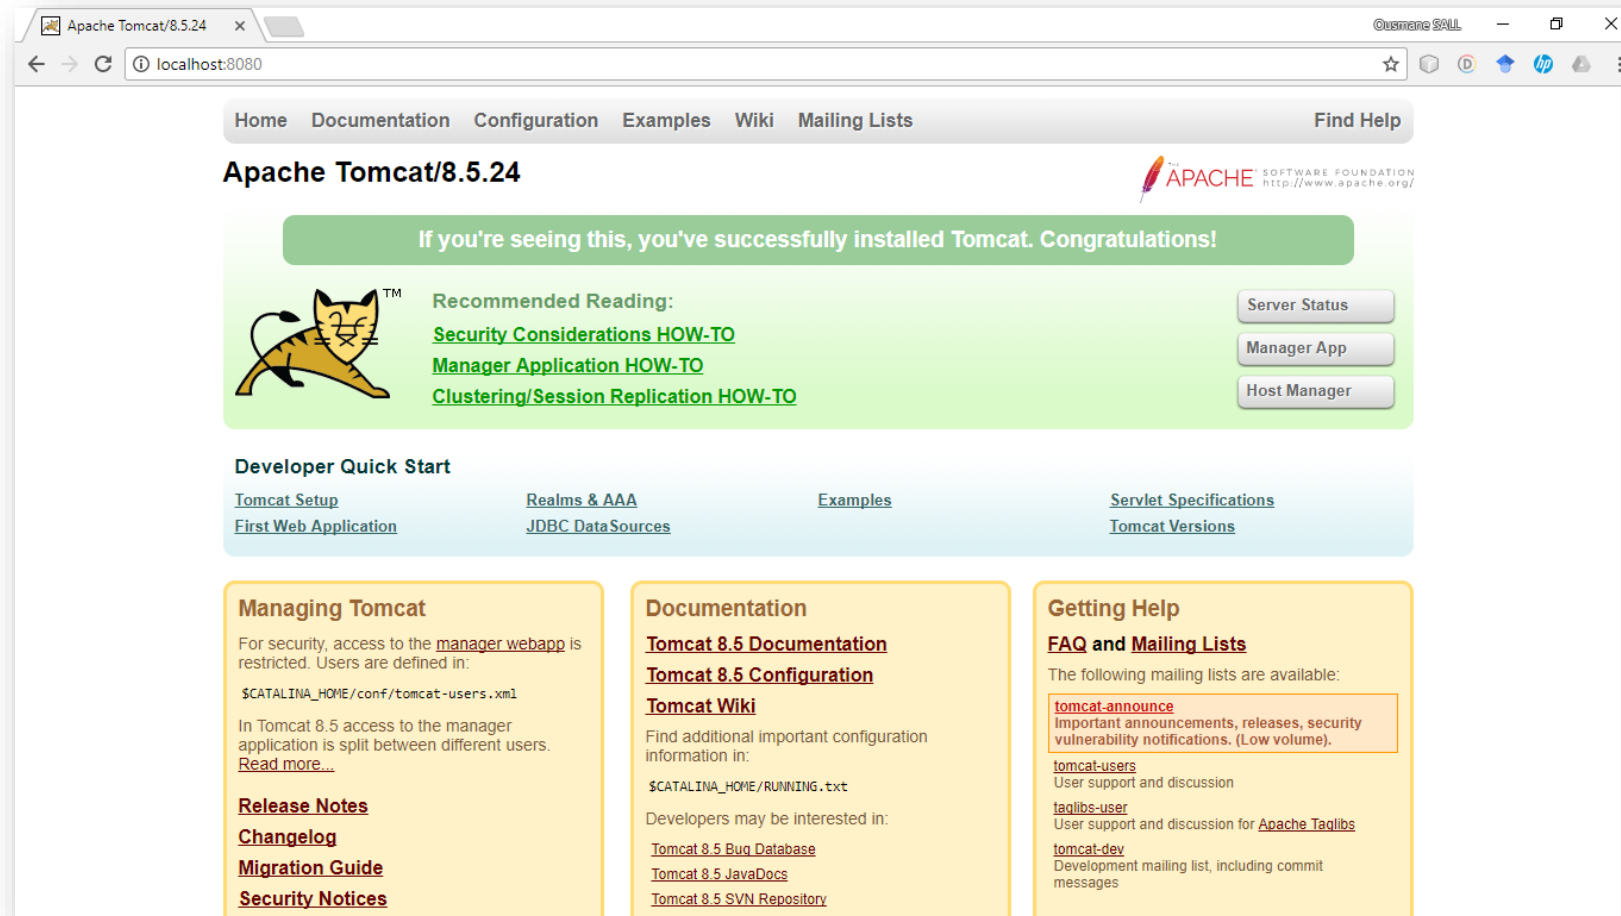 Apache Tomcat/8.5.24
Ousmane SALL
localhost:8080
Home Documentation Configuration Examples Wiki Mailing Lists Find Help
Apache Tomcat/8.5.24
THE
APACHE SOFTWARE FOUNDATION
http://www.apache.org/
If you're seeing this, you've successfully installed Tomcat. Congratulations!
TM
Recommended Reading:
Security Considerations HOW-TO
Manager Application HOW-TO
Clustering/Session Replication HOW-TO
Server Status
Manager App
Host Manager
Developer Quick Start
Tomcat Setup
First Web Application
Realms & AAA
JDBC DataSources
Examples
Servlet Specifications
Tomcat Versions
Managing Tomcat
For security, access to the manager webapp is
restricted. Users are defined in:
$CATALINA_HOME/conf/tomcat-users.xml
In Tomcat 8.5 access to the manager
application is split between different users.
Read more...
Release Notes
Changelog
Migration Guide
Security Notices
Documentation
Tomcat 8.5 Documentation
Tomcat 8.5 Configuration
Tomcat Wiki
Find additional important configuration
information in:
$CATALINA_HOME/RUNNING.txt
Developers may be interested in:
Tomcat 8.5 Bug Database
Tomcat 8.5 JavaDocs
Tomcat 8.5 SVN Repository
Getting Help
FAQ and Mailing Lists
The following mailing lists are available:
tomcat-announce
Important announcements, releases, security
vulnerability notifications. (Low volume).
tomcat-users
User support and discussion
taglibs-user
User support and discussion for Apache Taglibs
tomcat-dev
Development mailing list, including commit
messages
D
hp